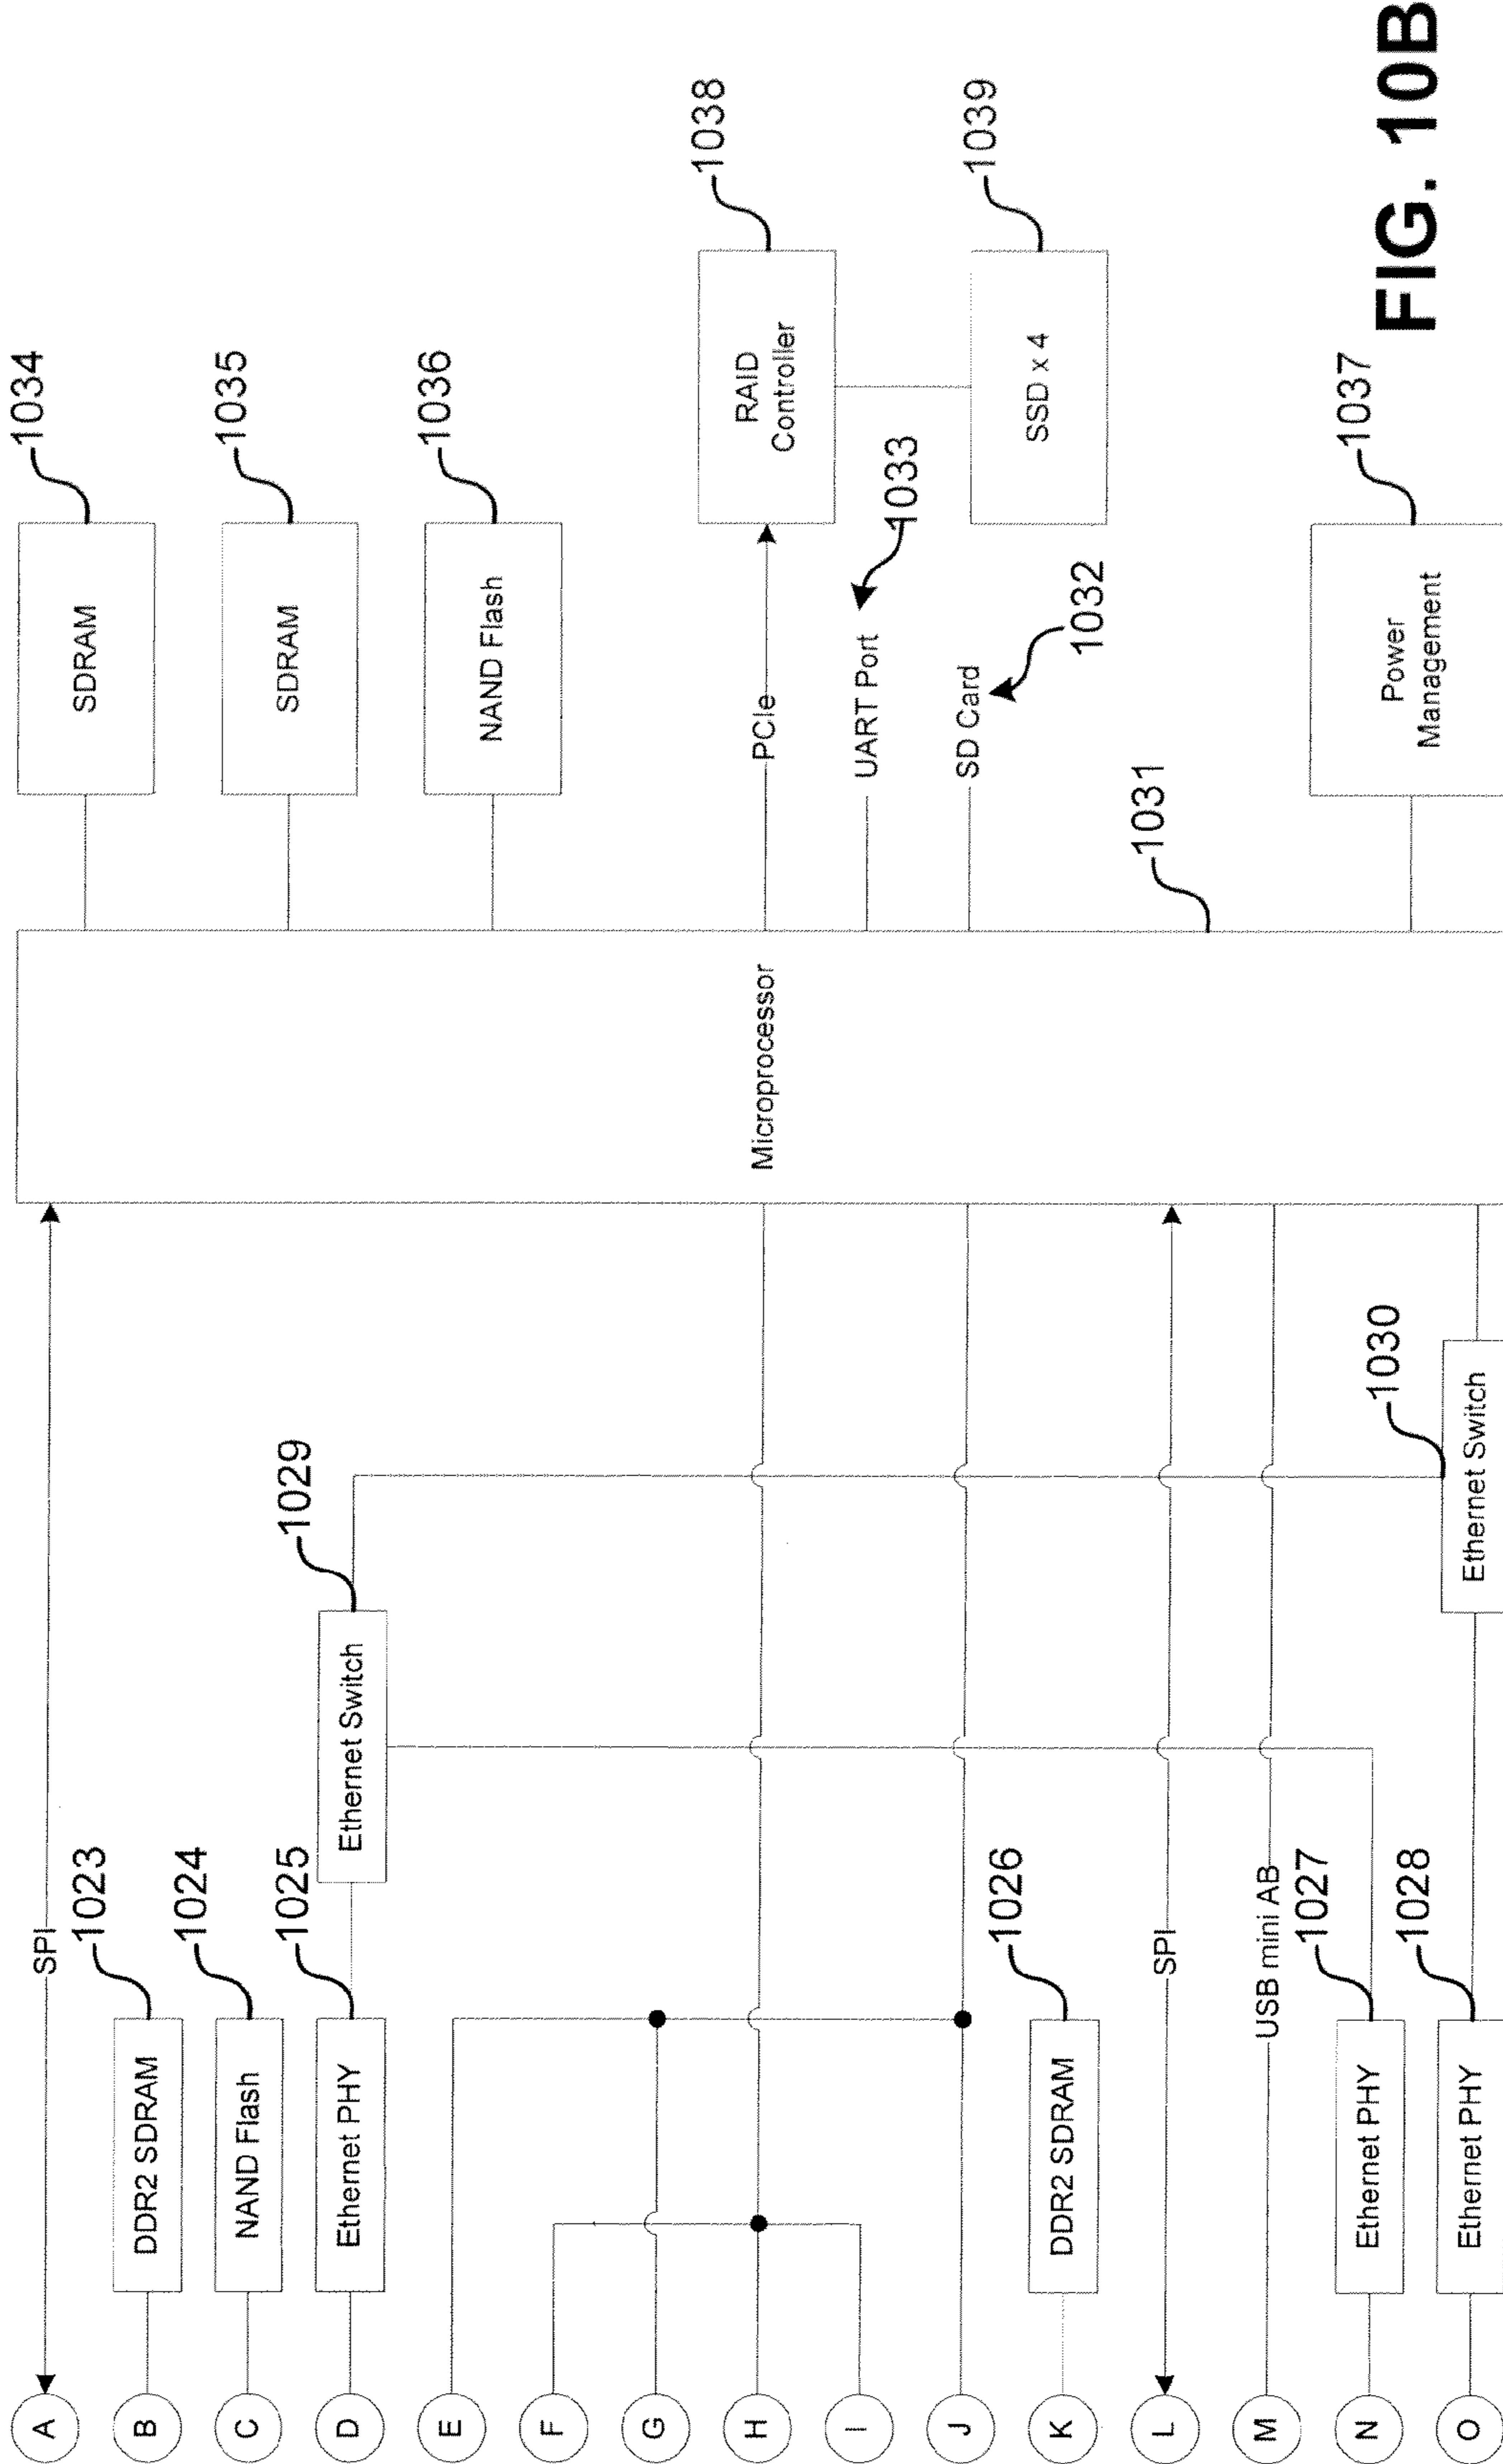 A
SPI
B
DDR2 SDRAM
1023
C
NAND Flash
1024
D
Ethernet PHY
1025
Ethernet Switch
1029
E
F
G
H
I
J
K
DDR2 SDRAM
1026
L
SPI
M
USB mini AB
N
Ethernet PHY
1027
O
Ethernet PHY
1028
Ethernet Switch
1030
Microprocessor
1031
SDRAM
1034
SDRAM
1035
NAND Flash
1036
PCIe
RAID
Controller
1038
UART Port
1033
SD Card
1032
SSD x 4
1039
Power
Management
1037
FIG. 10B